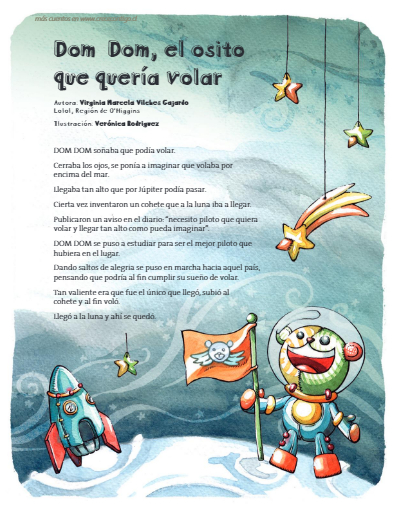 más cuentos en www.
Dom Dom, el osito
que quería volar
Autora: Virginia Marcela Vilches Gajardo
Lolol, Región de O'Higgins
Ilustración: Verónica Rodríguez
DOM DOM soñaba que podía volar.
Cerraba los ojos, se ponía a imaginar que volaba por
encima del mar.
Llegaba tan alto que por Júpiter podía pasar.
Cierta vez inventaron un cohete que a la luna iba a llegar.
Publicaron un aviso en el diario: "necesito piloto que quiera
volar y llegar tan alto como pueda imaginar".
DOM DOM se puso a estudiar para ser el mejor piloto que
hubiera en el lugar.
Dando saltos de alegria se puso en marcha hacia aquel país,
pensando que podría al fin cumplir su sueño de volar.
Tan valiente era que fue el único que llegó, subió al
cohete y al fin voló.
Llegó a la luna y ahí se quedó.